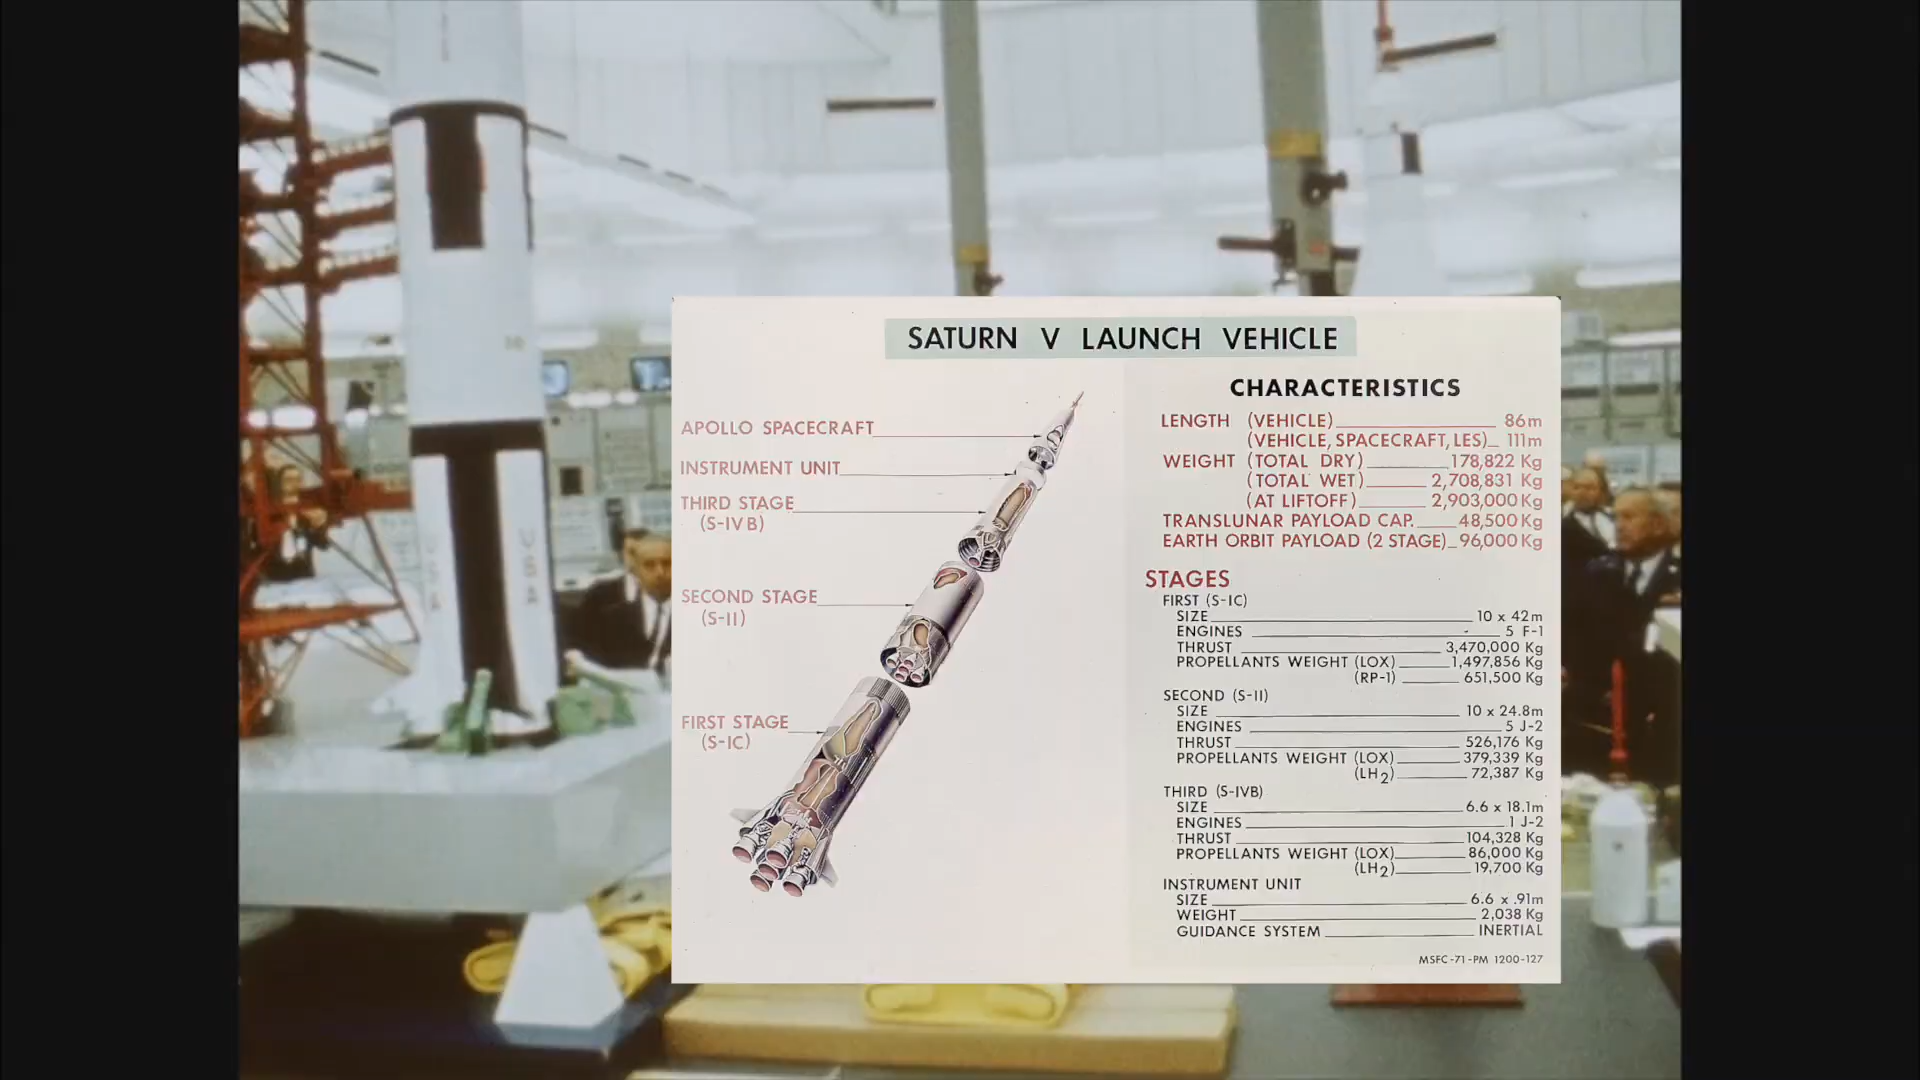 SATURN V LAUNCH VEHICLE
APOLLO SPACECRAFT
INSTRUMENT UNIT
THIRD STAGE
(S-IVB)
SECOND STAGE
(S-II)
FIRST STAGE
(S-IC)
CHARACTERISTICS
LENGTH (VEHICLE) 86m
(VEHICLE, SPACECRAFT, LES) 111m
WEIGHT (TOTAL DRY) 178,822 Kg
(TOTAL WET) 2,708,831 Kg
(AT LIFTOFF) 2,903,000 Kg
TRANSLUNAR PAYLOAD CAP. 48,500 Kg
EARTH ORBIT PAYLOAD (2 STAGE) 96,000 Kg
STAGES
FIRST (S-IC)
SIZE 10 x 42m
ENGINES 5 F-1
THRUST 3,470,000 Kg
PROPELLANTS WEIGHT (LOX) 1,497,856 Kg
(RP-1) 651,500 Kg
SECOND (S-II)
SIZE 10 x 24.8m
ENGINES 5 J-2
THRUST 526,176 Kg
PROPELLANTS WEIGHT (LOX) 379,339 Kg
(LH2) 72,387 Kg
THIRD (S-IVB)
SIZE 6.6 x 18.1m
ENGINES 1 J-2
THRUST 104,328 Kg
PROPELLANTS WEIGHT (LOX) 86,000 Kg
(LH2) 19,700 Kg
INSTRUMENT UNIT
SIZE 6.6 x .91m
WEIGHT 2,038 Kg
GUIDANCE SYSTEM INERTIAL
MSFC-71-PM 1200-127